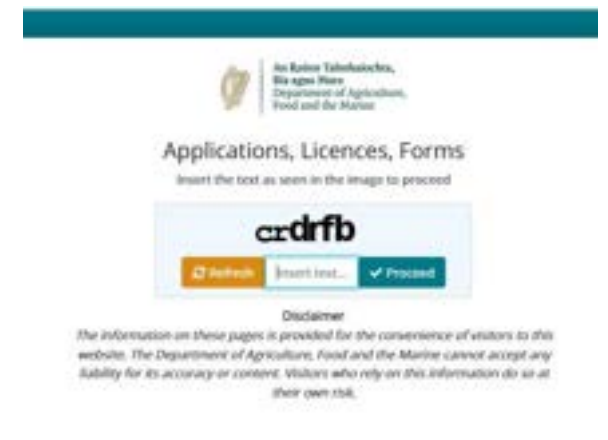 An Roinn Talmhaíochta,
Bia agus Mara
Department of Agriculture,
Food and the Marine
Applications, Licences, Forms
Insert the text as seen in the image to proceed
crdrfb
Refresh Insert text... Proceed
Disclaimer
The information on these pages is provided for the convenience of visitors to this
website. The Department of Agriculture, Food and the Marine cannot accept any
liability for its accuracy or content. Visitors who rely on this information do so at
their own risk.